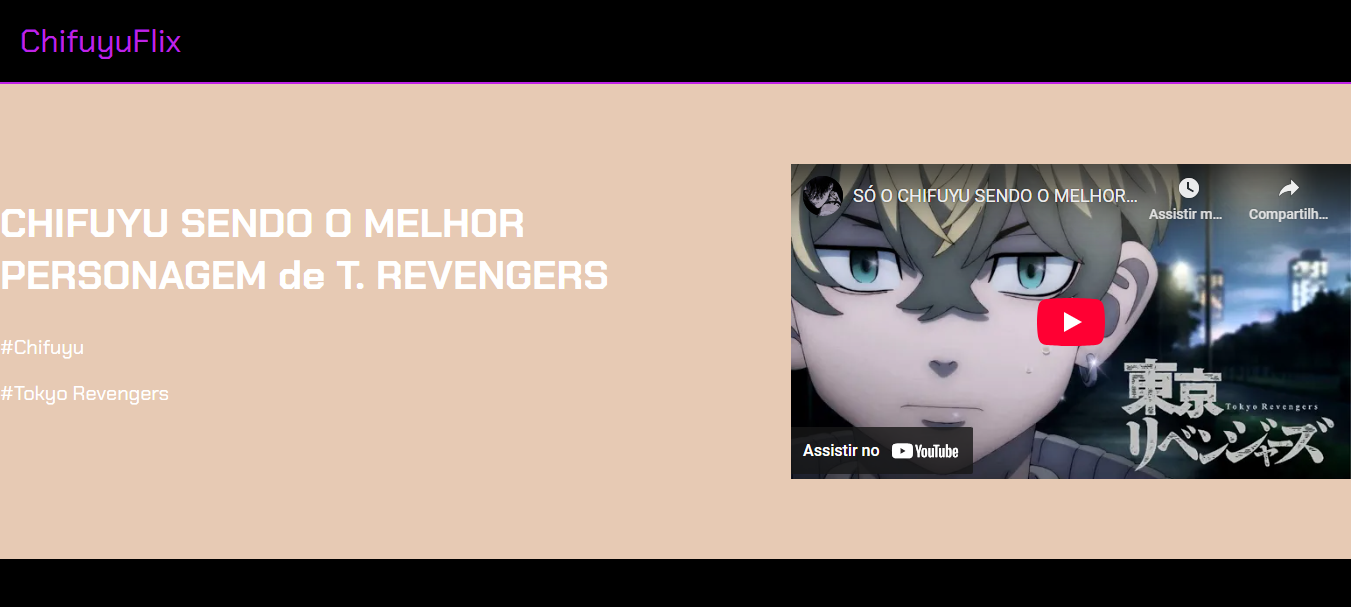 ChifuyuFlix
CHIFUYU SENDO O MELHOR
PERSONAGEM de T. REVENGERS
#Chifuyu
#Tokyo Revengers
SÓ O CHIFUYU SENDO O MELHOR...
Assistir m...
Compartilh...
東京
Tokyo Revengers
リベンジャーズ
Assistir no YouTube